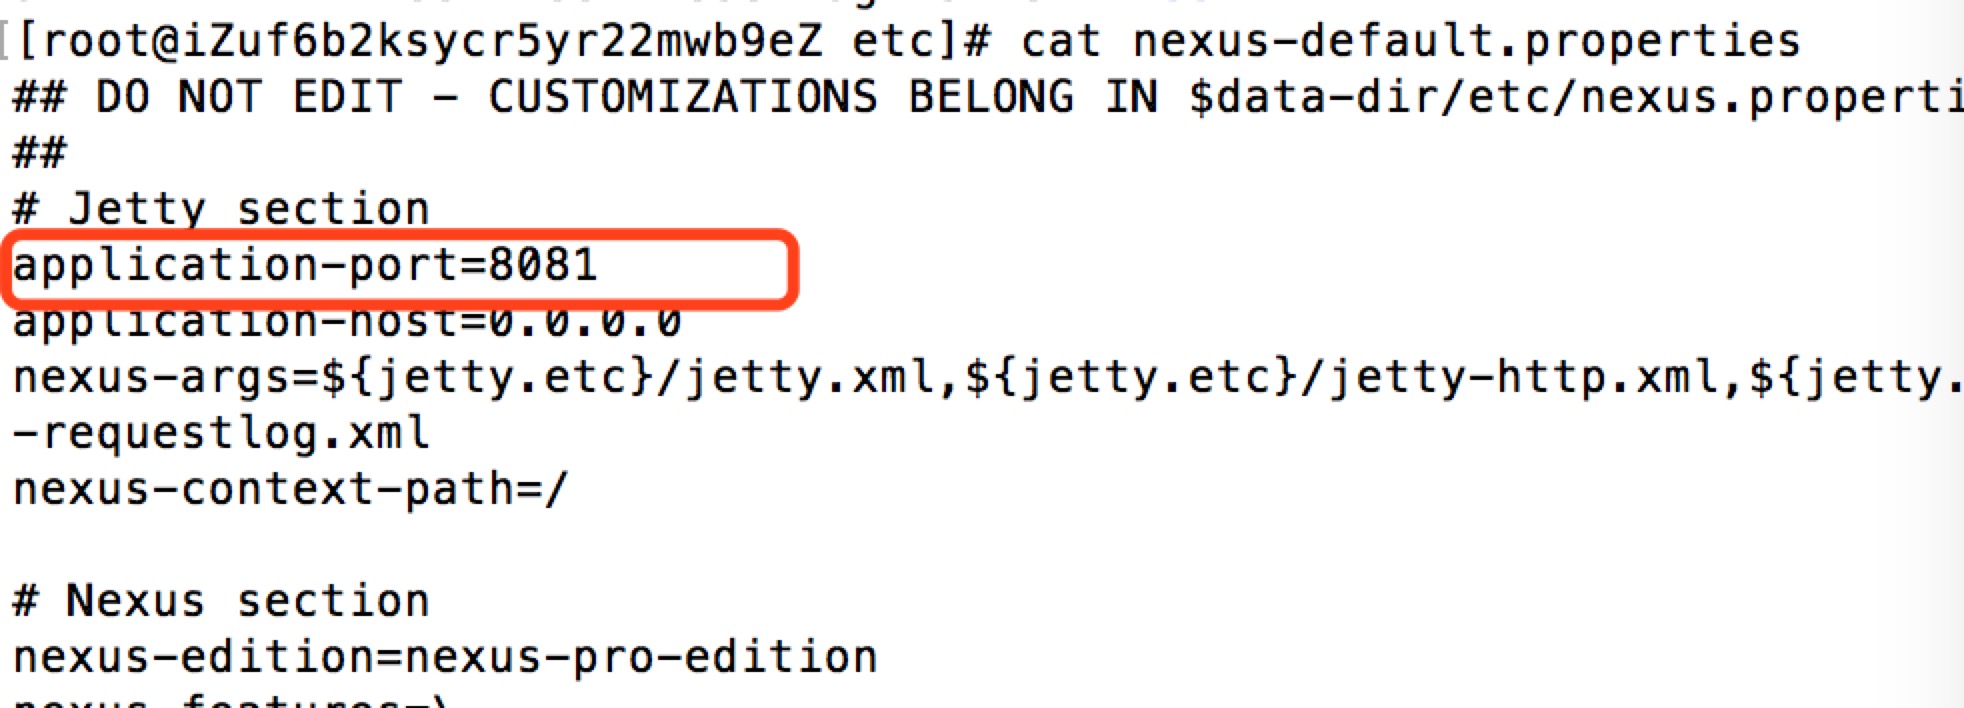 [[root@iZuf6b2ksycr5yr22mwb9eZ etc]# cat nexus-default.properties
## DO NOT EDIT - CUSTOMIZATIONS BELONG IN $data-dir/etc/nexus.properti
##
# Jetty section
application-port=8081
application-host=0.0.0.0
nexus-args=${jetty.etc}/jetty.xml,${jetty.etc}/jetty-http.xml,${jetty.
-requestlog.xml
nexus-context-path=/
# Nexus section
nexus-edition=nexus-pro-edition
nexus-features=\